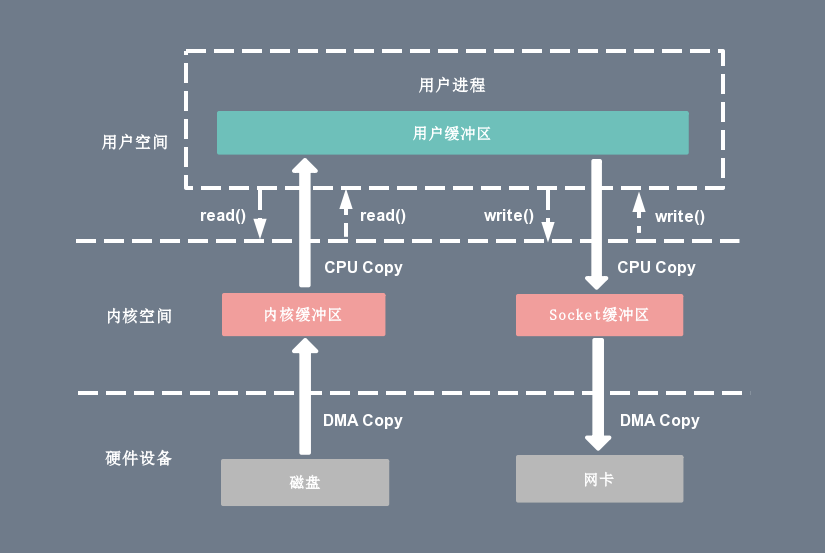 用户进程
用户缓冲区
用户空间
read()
read()
write()
write()
CPU Copy
CPU Copy
内核空间
内核缓冲区
Socket缓冲区
DMA Copy
DMA Copy
硬件设备
磁盘
网卡